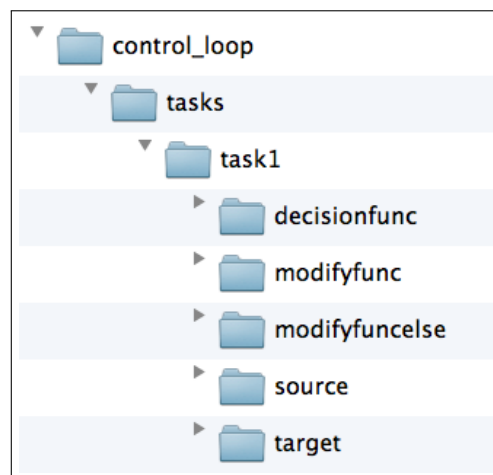 control_loop
tasks
task1
decisionfunc
modifyfunc
modifyfuncelse
source
target